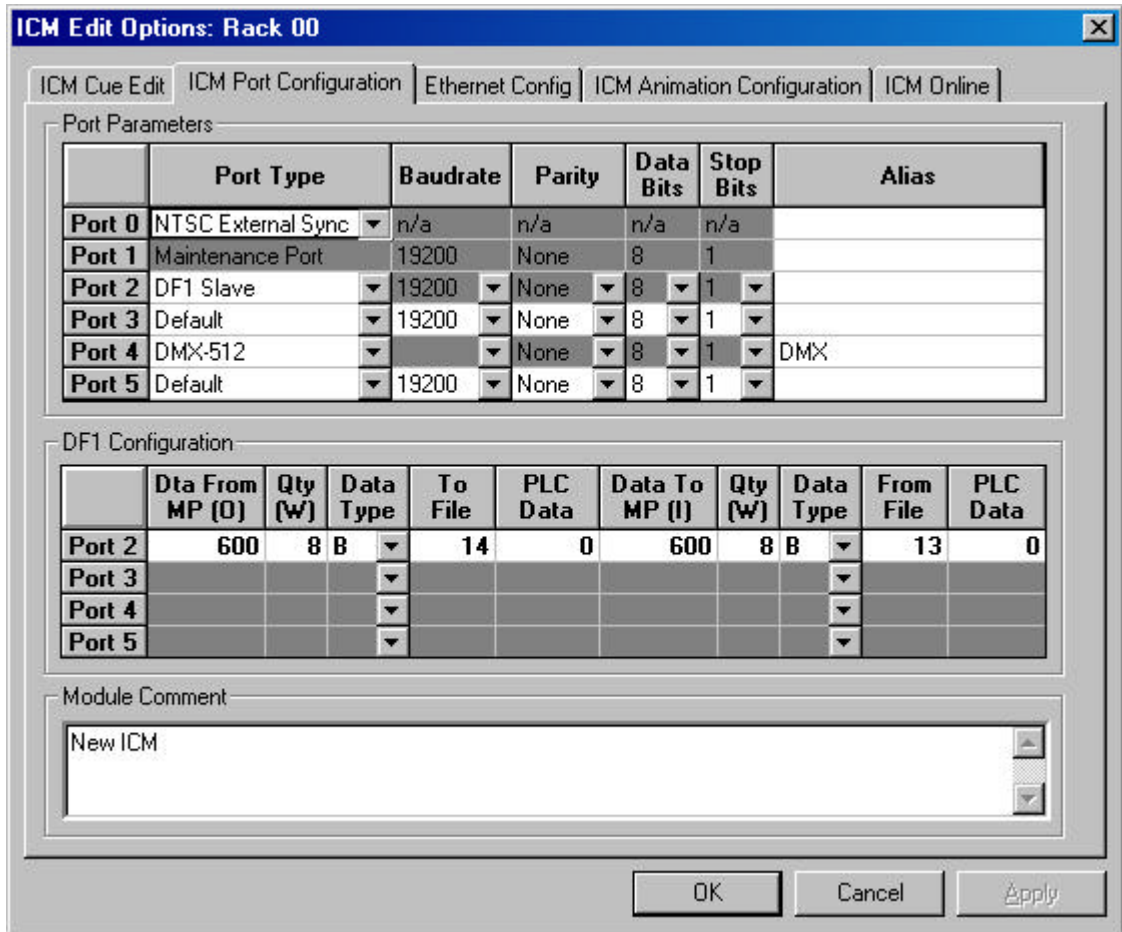 ICM Edit Options: Rack 00
ICM Cue Edit ICM Port Configuration Ethernet Config ICM Animation Configuration ICM Online
Port Parameters
Port Type Baudrate Parity Data Bits Stop Bits Alias
Port 0 NTSC External Sync n/a n/a n/a n/a
Port 1 Maintenance Port 19200 None 8 1
Port 2 DF1 Slave 19200 None 8 1
Port 3 Default 19200 None 8 1
Port 4 DMX-512 None 8 1 DMX
Port 5 Default 19200 None 8 1
DF1 Configuration
Dta From MP (O) Qty (W) Data Type To File PLC Data Data To MP (I) Qty (W) Data Type From File PLC Data
Port 2 600 8 B 14 0 600 8 B 13 0
Port 3
Port 4
Port 5
Module Comment
New ICM
OK Cancel Apply